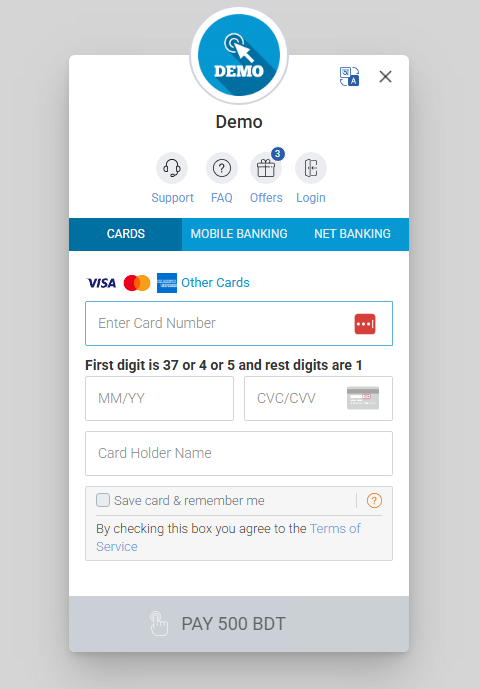 DEMO
A
Demo
3
Support FAQ Offers Login
CARDS MOBILE BANKING NET BANKING
VISA Other Cards
Enter Card Number
First digit is 37 or 4 or 5 and rest digits are 1
MM/YY CVC/CVV
Card Holder Name
Save card & remember me ?
By checking this box you agree to the Terms of
Service
PAY 500 BDT